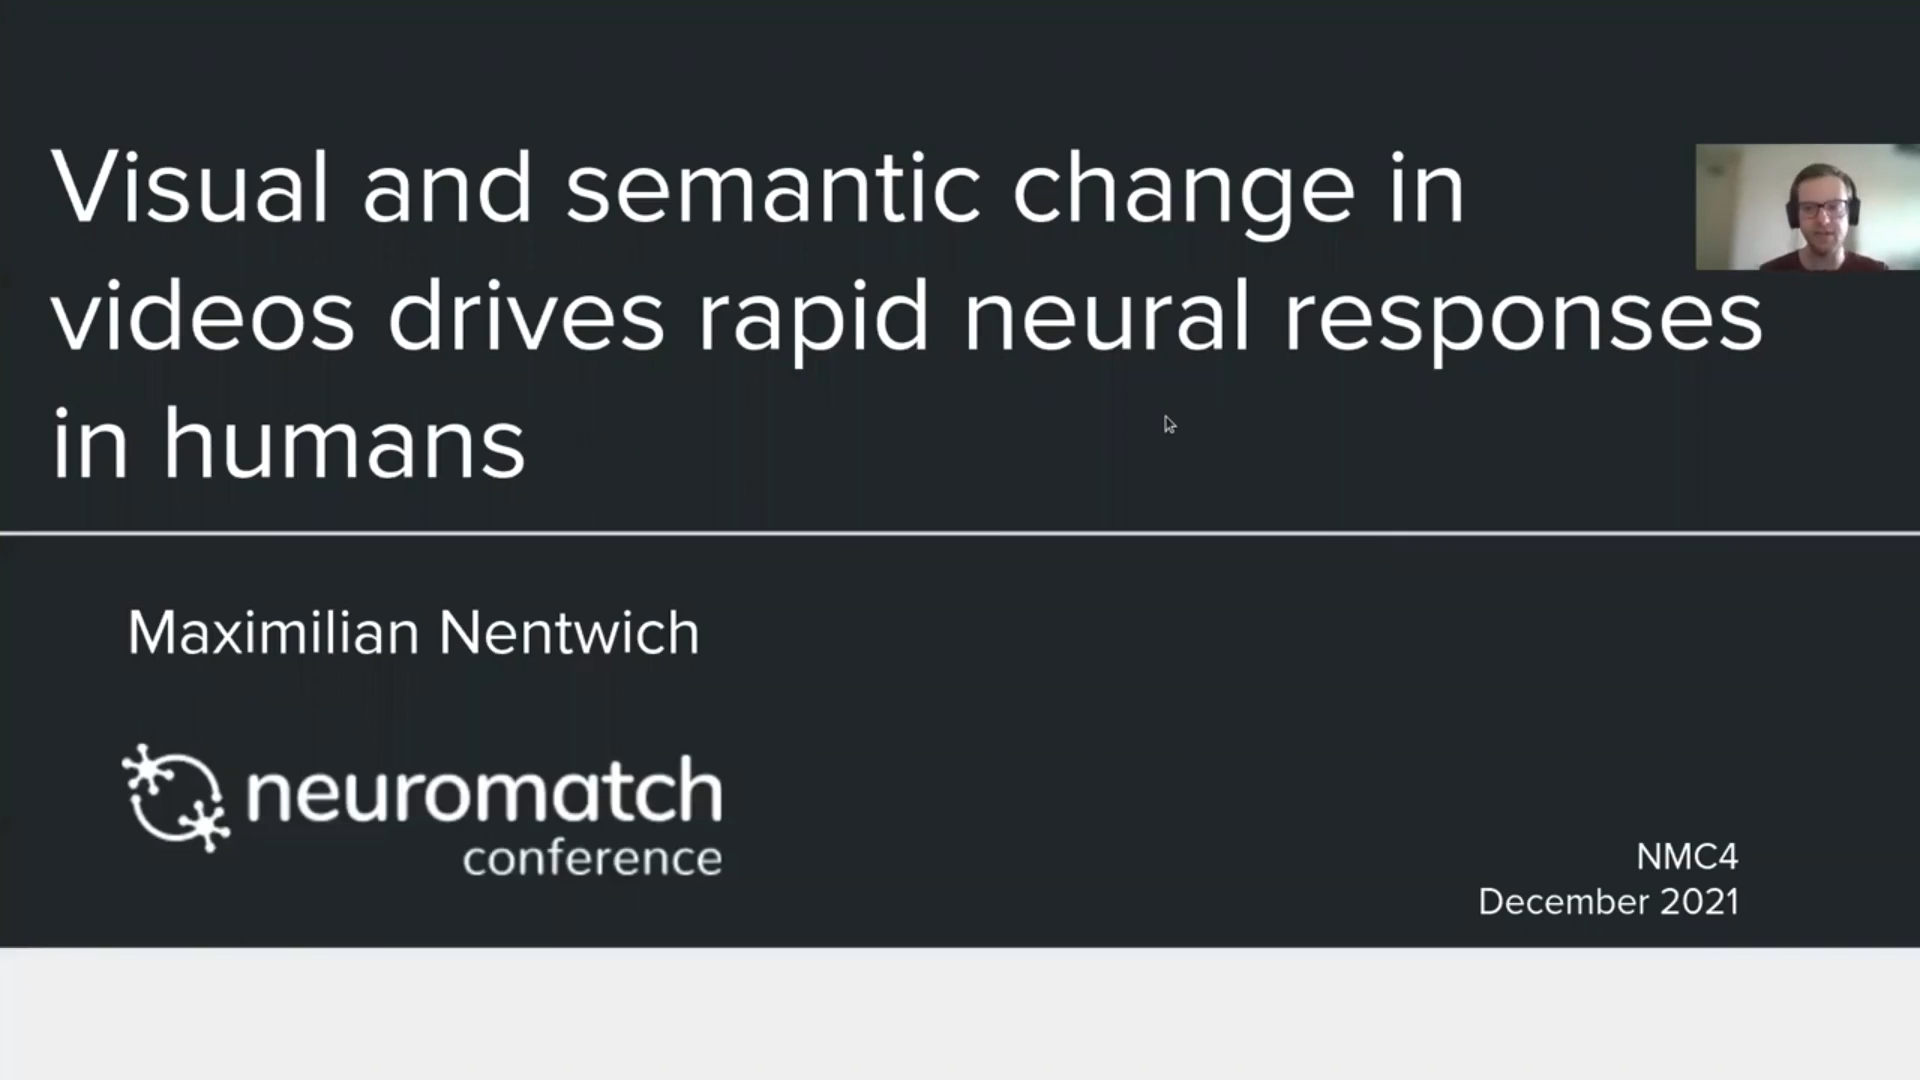 Visual and semantic change in
videos drives rapid neural responses
in humans
Maximilian Nentwich
neuromatch
conference
NMC4
December 2021